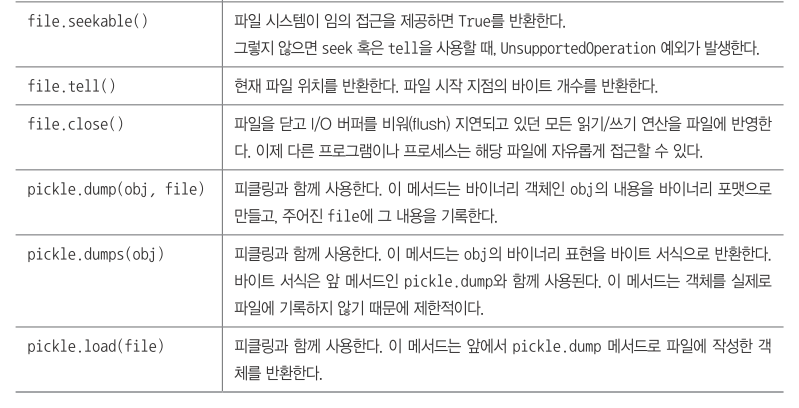 file.seekable()
파일 시스템이 임의 접근을 제공하면 True를 반환한다.
그렇지 않으면 seek 혹은 tell을 사용할 때, UnsupportedOperation 예외가 발생한다.
file.tell()
현재 파일 위치를 반환한다. 파일 시작 지점의 바이트 개수를 반환한다.
file.close()
파일을 닫고 I/O 버퍼를 비워(flush) 지연되고 있던 모든 읽기/쓰기 연산을 파일에 반영한
다. 이제 다른 프로그램이나 프로세스는 해당 파일에 자유롭게 접근할 수 있다.
pickle.dump(obj, file)
피클링과 함께 사용한다. 이 메서드는 바이너리 객체인 obj의 내용을 바이너리 포맷으로
만들고, 주어진 file에 그 내용을 기록한다.
pickle.dumps(obj)
피클링과 함께 사용한다. 이 메서드는 obj의 바이너리 표현을 바이트 서식으로 반환한다.
바이트 서식은 앞 메서드인 pickle.dump와 함께 사용된다. 이 메서드는 객체를 실제로
파일에 기록하지 않기 때문에 제한적이다.
pickle.load(file)
피클링과 함께 사용한다. 이 메서드는 앞에서 pickle.dump 메서드로 파일에 작성한 객
체를 반환한다.